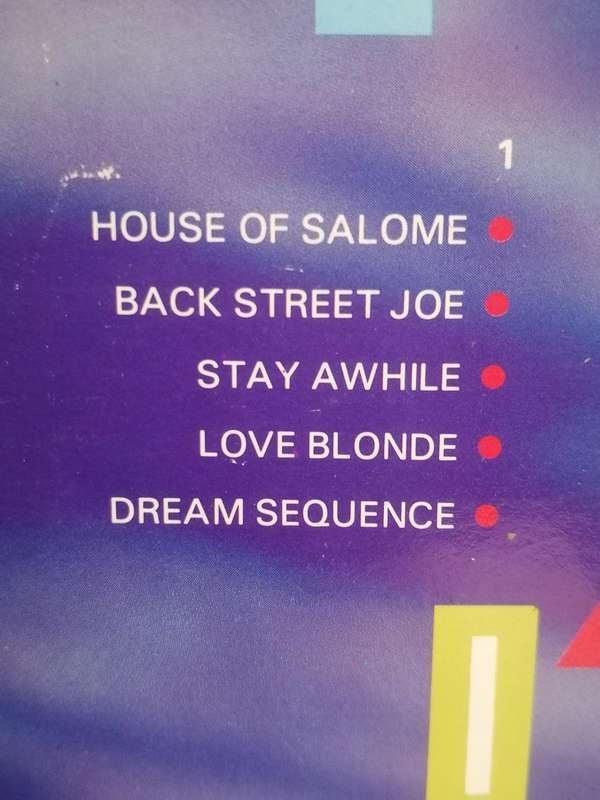 1
HOUSE OF SALOME
BACK STREET JOE
STAY AWHILE
LOVE BLONDE
DREAM SEQUENCE